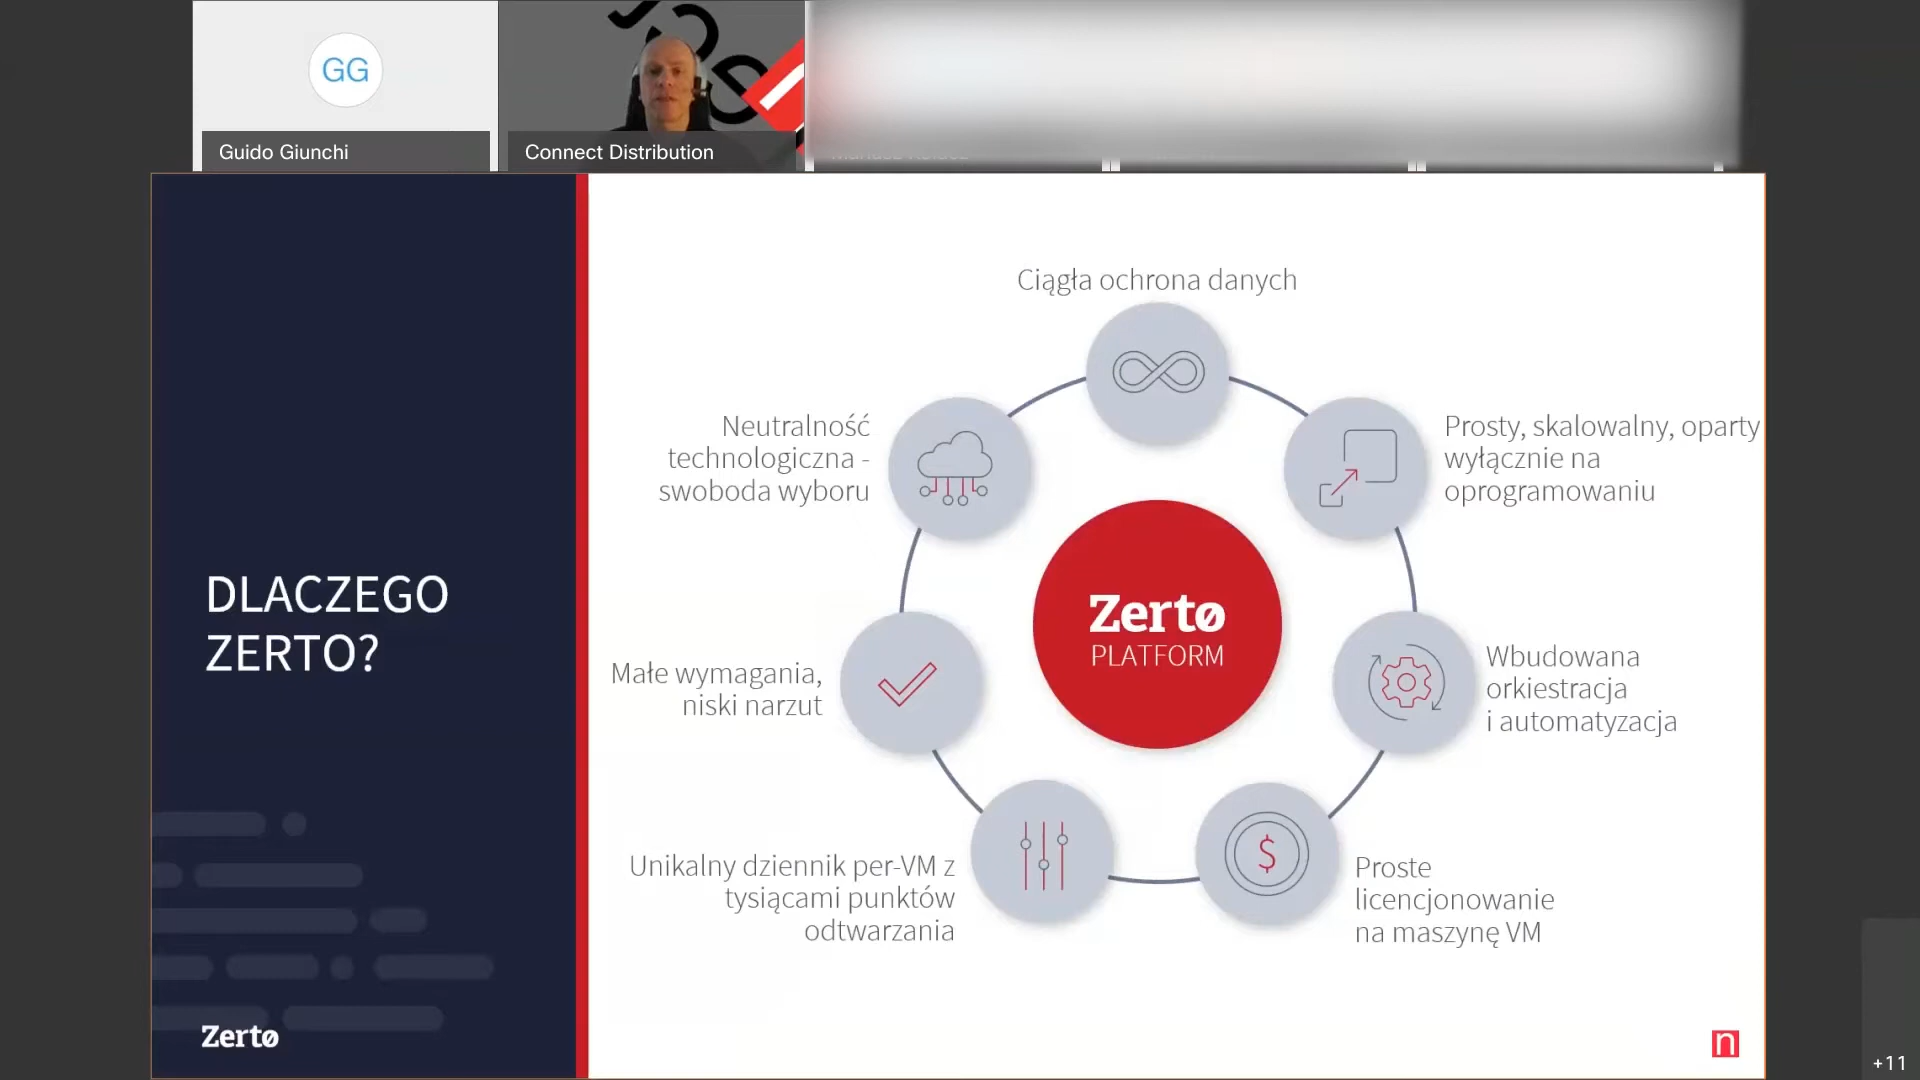 GG
Guido Giunchi
Connect Distribution
DLACZEGO
ZERTO?
Zerto
Ciągła ochrona danych
Prosty, skalowalny, oparty
wyłącznie na
oprogramowaniu
Wbudowana
orkiestracja
i automatyzacja
Proste
licencjonowanie
na maszynę VM
Unikalny dziennik per-VM z
tysiącami punktów
odtwarzania
Małe wymagania,
niski narzut
Neutralność
technologiczna -
swoboda wyboru
Zerto
PLATFORM
$
n
+11